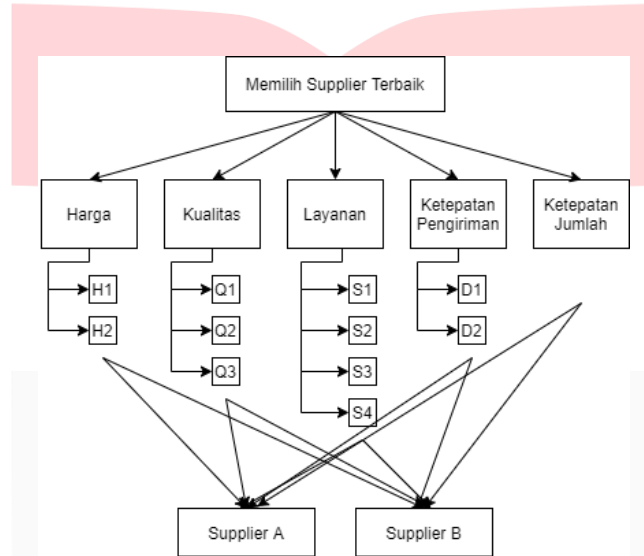 Memilih Supplier Terbaik
Harga
Kualitas
Layanan
Ketepatan
Pengiriman
Ketepatan
Jumlah
H1
H2
Q1
Q2
Q3
S1
S2
S3
S4
D1
D2
Supplier A
Supplier B